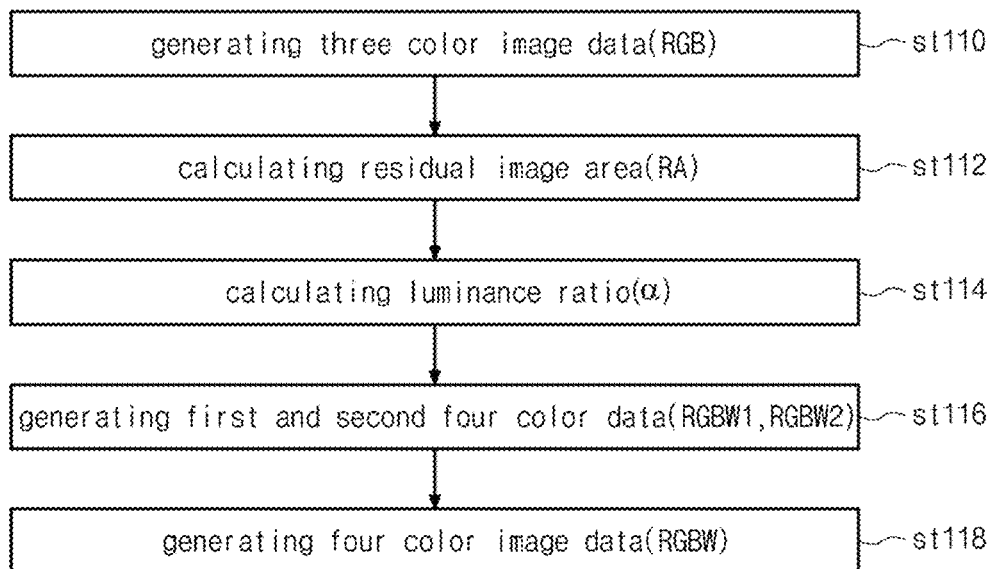 generating three color image data(RGB) st110
calculating residual image area(RA) st112
calculating luminance ratio(α) st114
generating first and second four color data(RGBW1,RGBW2) st116
generating four color image data(RGBW) st118